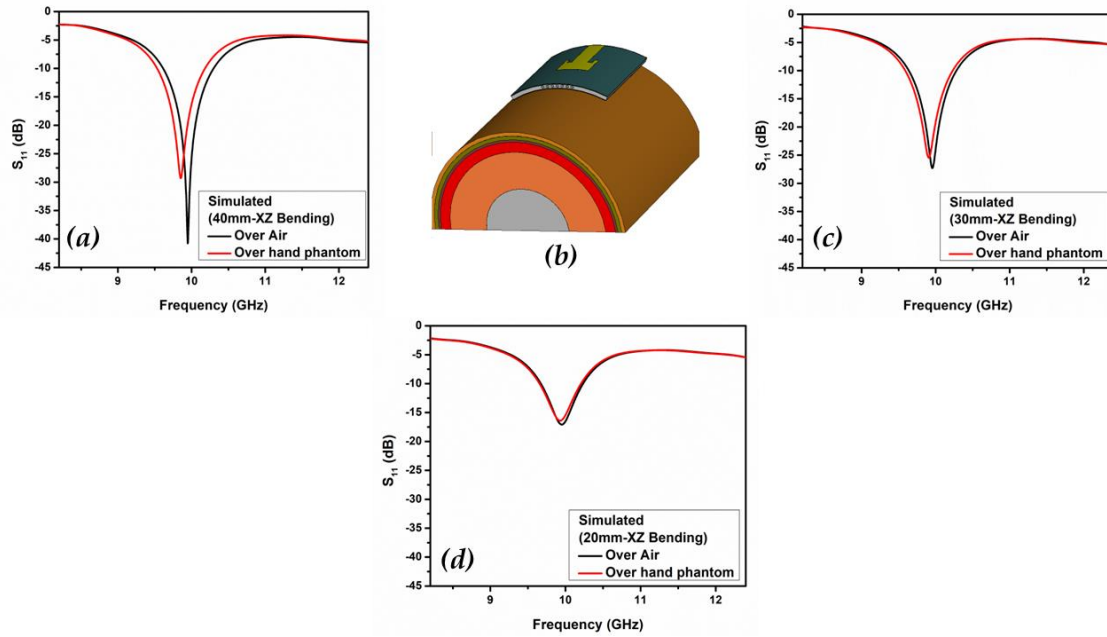 0
-5
-10
-15
-20
-25
-30
-35
-40
-45
S11 (dB)
9
10
11
12
Frequency (GHz)
Simulated
(40mm-XZ Bending)
Over Air
Over hand phantom
(a)
(b)
0
-5
-10
-15
-20
-25
-30
-35
-40
-45
S11 (dB)
9
10
11
12
Frequency (GHz)
Simulated
(30mm-XZ Bending)
Over Air
Over hand phantom
(c)
0
-5
-10
-15
-20
-25
-30
-35
-40
-45
S11 (dB)
9
10
11
12
Frequency (GHz)
Simulated
(20mm-XZ Bending)
Over Air
Over hand phantom
(d)